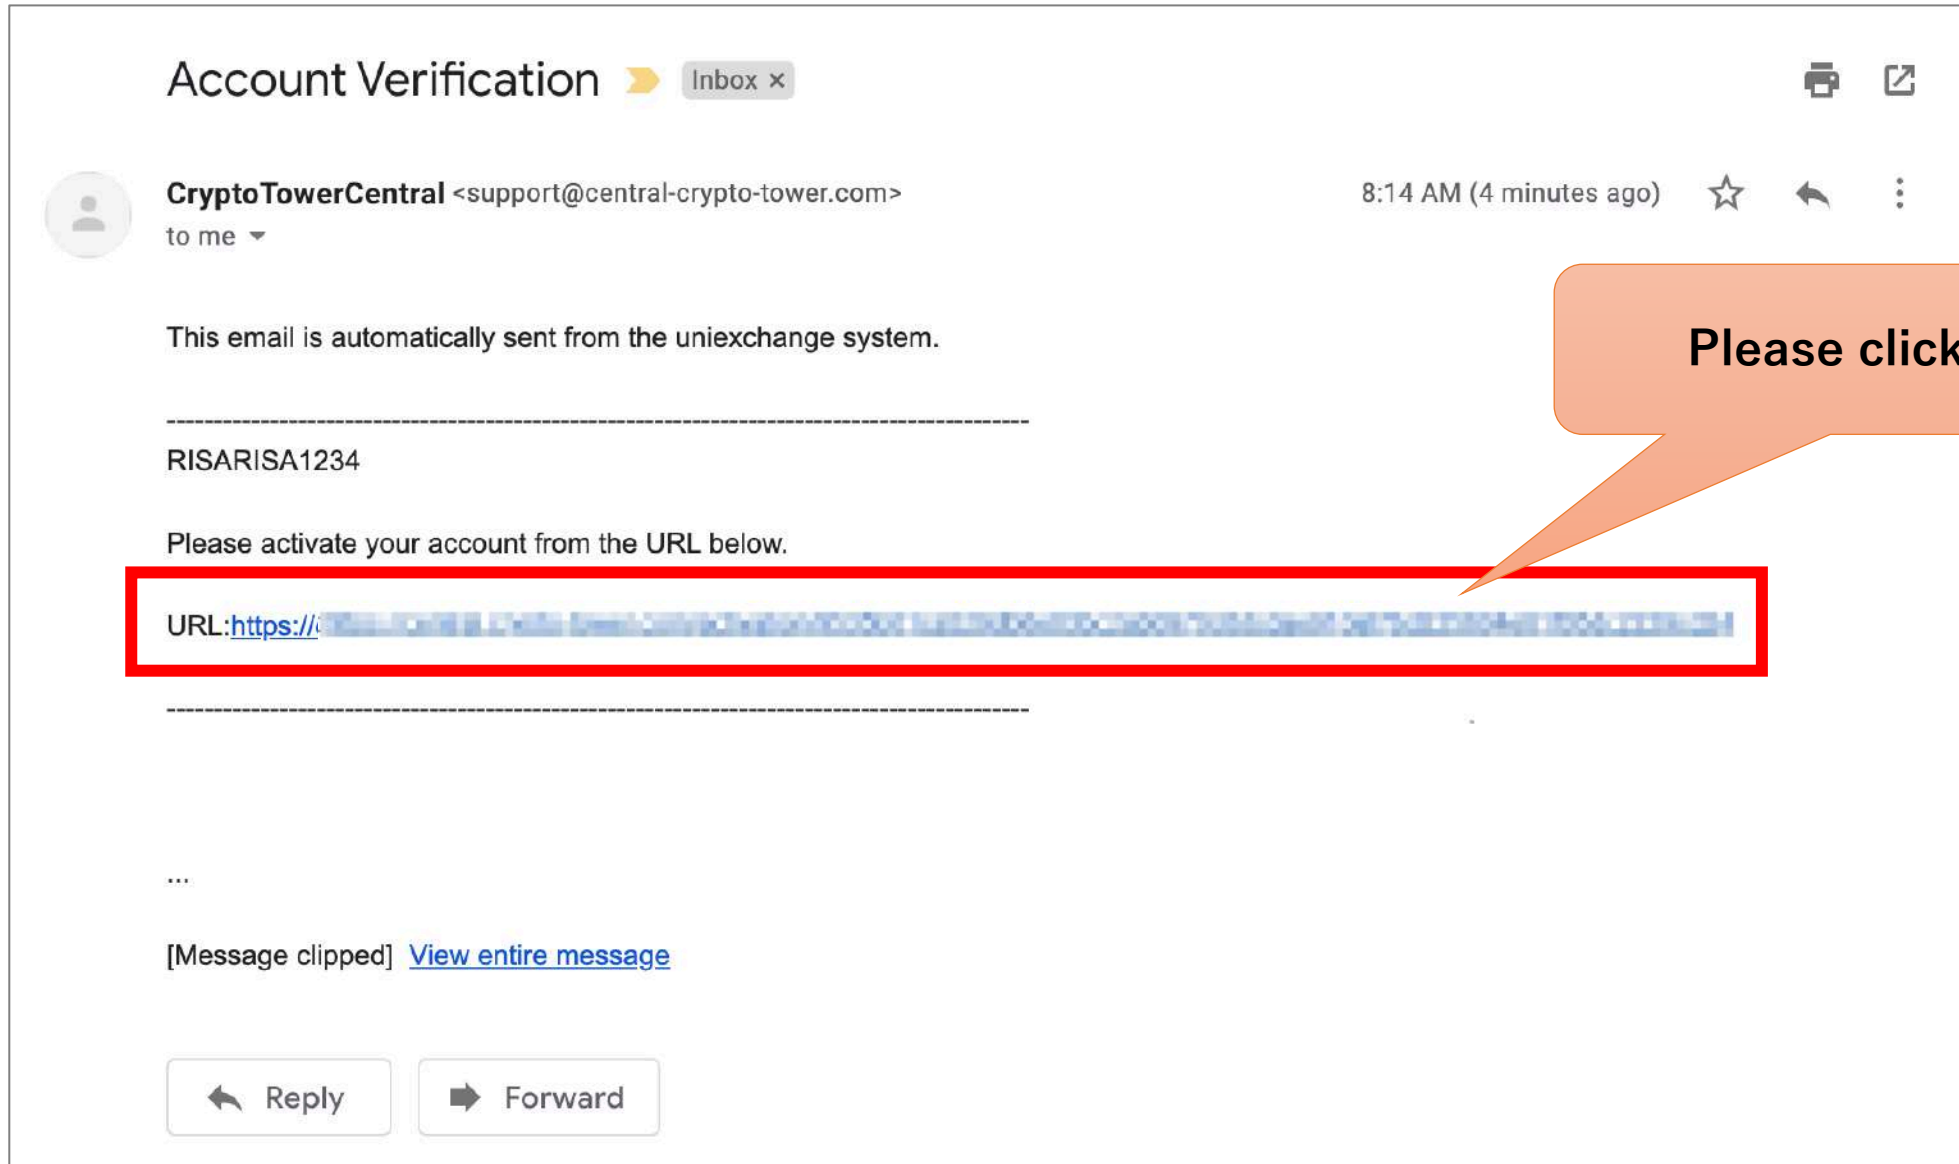 Account Verification Inbox ×
CryptoTowerCentral <support@central-crypto-tower.com> 8:14 AM (4 minutes ago)
to me
This email is automatically sent from the uniexchange system.
Please click
--------------------------------------------------------------------------------------------
RISARISA1234
Please activate your account from the URL below.
URL:https://
--------------------------------------------------------------------------------------------
...
[Message clipped] View entire message
Reply Forward